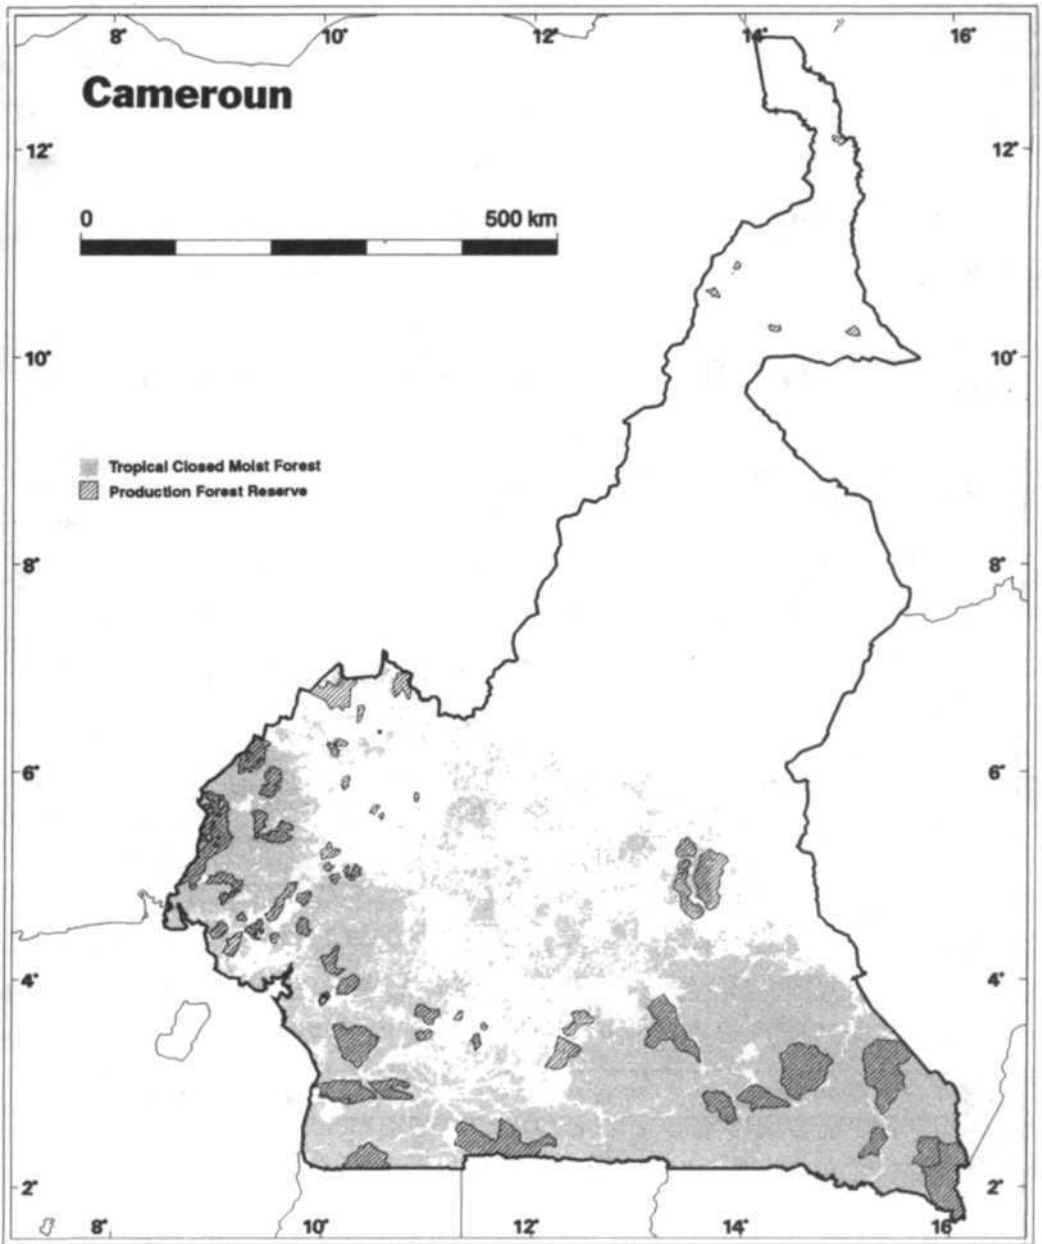 8° 10° 12° 14° 16°
Cameroun
12° 12°
0 500 km
10° 10°
Tropical Closed Moist Forest
Production Forest Reserve
8° 8°
6° 6°
4° 4°
2° 2°
8° 10° 12° 14° 16°